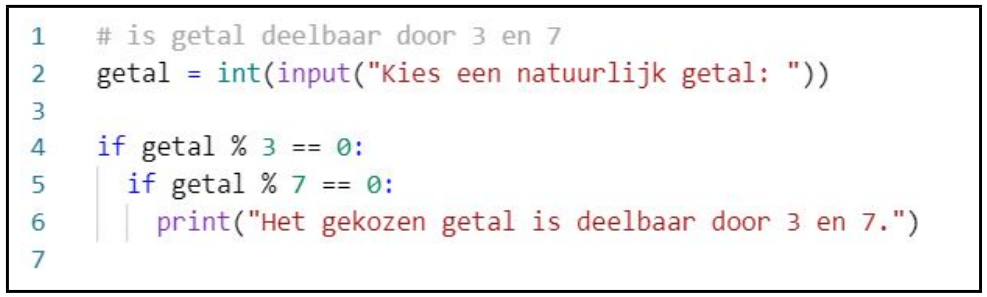 1 # is getal deelbaar door 3 en 7
2 getal = int(input("Kies een natuurlijk getal: "))
3
4 if getal % 3 == 0:
5 if getal % 7 == 0:
6 print("Het gekozen getal is deelbaar door 3 en 7.")
7